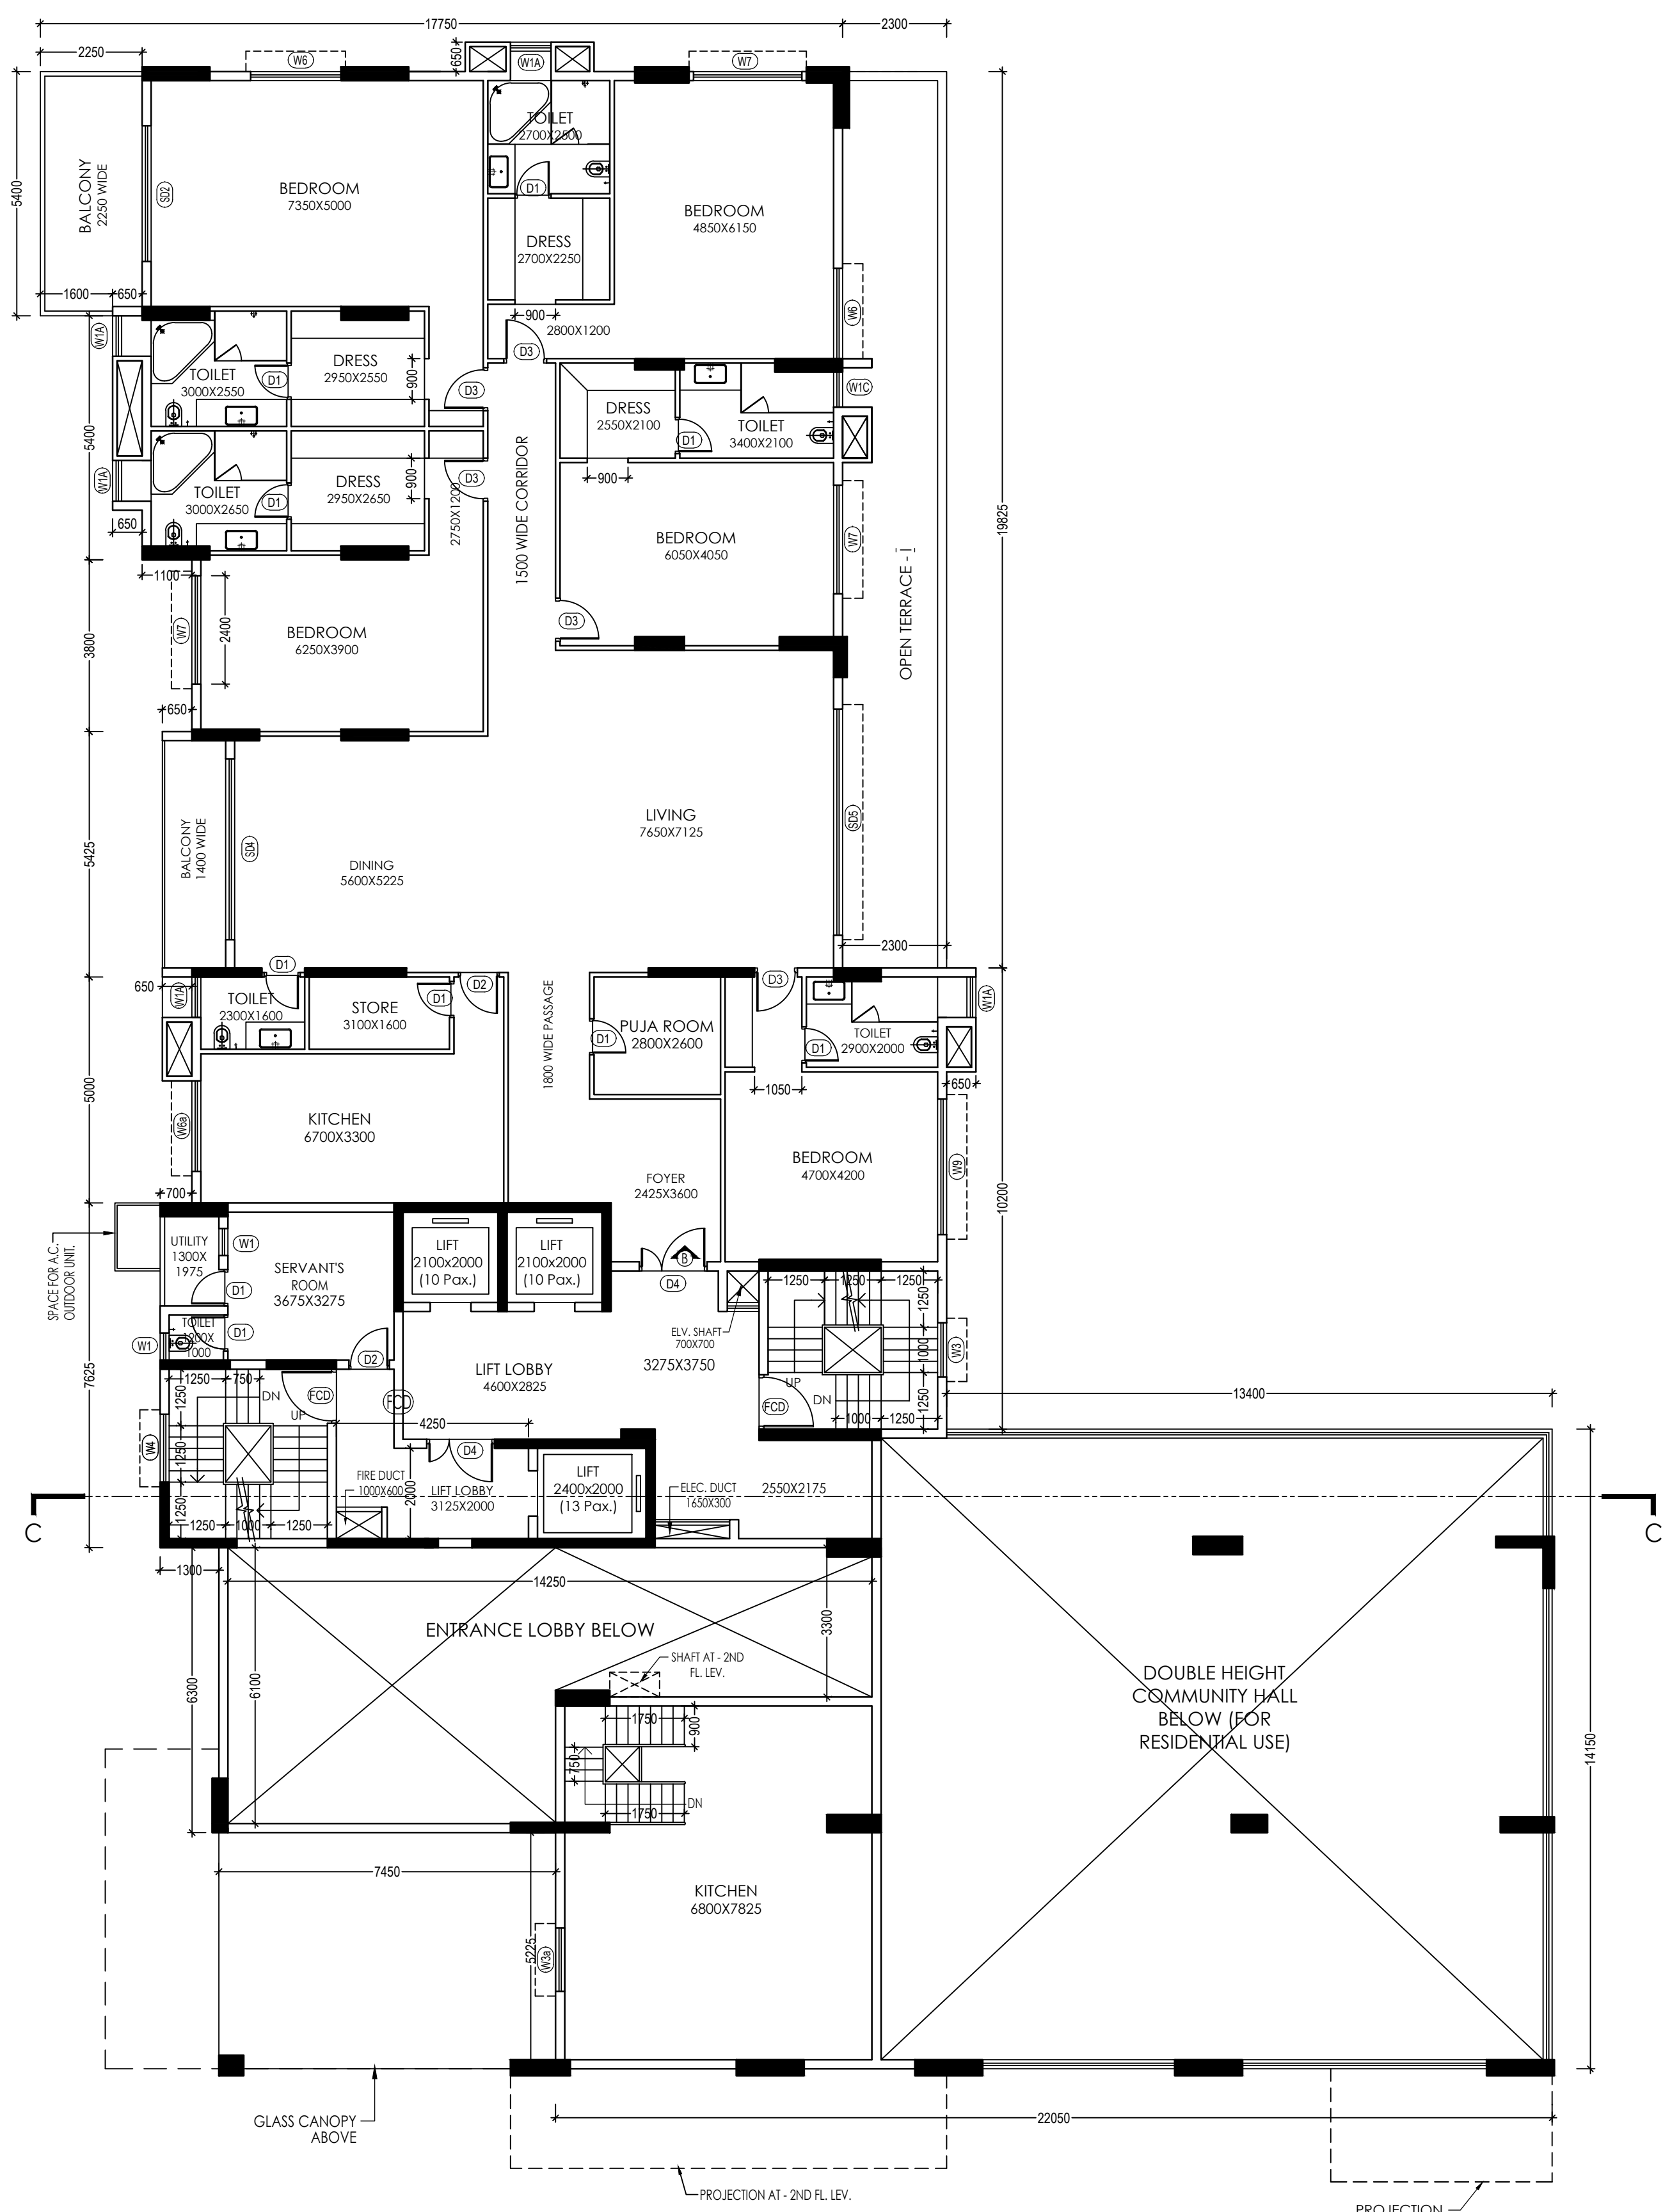 17750
2300
2250
650
W6
W1A
W7
TOILET
2700X2500
5400
BALCONY
2250 WIDE
SD2
BEDROOM
7350X5000
D1
BEDROOM
4850X6150
DRESS
2700X2250
1600
650
900
2800X1200
W6
W1A
D3
TOILET
3000X2550
D1
DRESS
2950X2550
900
D3
W1C
DRESS
2550X2100
TOILET
3400X2100
D1
5400
W1A
TOILET
3000X2650
D1
DRESS
2950X2650
900
D3
2750X1200
1500 WIDE CORRIDOR
900
650
BEDROOM
6050X4050
W7
19825
OPEN TERRACE - I
1100
W7
2400
D3
3800
BEDROOM
6250X3900
650
BALCONY
1400 WIDE
SD4
5425
LIVING
7650X7125
SD5
DINING
5600X5225
2300
D1
D2
D3
650
W1A
TOILET
2300X1600
STORE
3100X1600
D1
1800 WIDE PASSAGE
PUJA ROOM
2800X2600
D1
TOILET
2900X2000
D1
W1A
1050
650
5000
W6a
KITCHEN
6700X3300
BEDROOM
4700X4200
W9
FOYER
2425X3600
700
10200
SPACE FOR A.C.
OUTDOOR UNIT.
UTILITY
1300X
1975
W1
D1
SERVANT'S
ROOM
3675X3275
LIFT
2100x2000
(10 Pax.)
LIFT
2100x2000
(10 Pax.)
B
D4
1250
1250
1250
1250
TOILET
1200X
1000
D1
W1
D2
ELV. SHAFT
700X700
1000
W3
7625
LIFT LOBBY
4600X2825
3275X3750
1250
750
DN
UP
FCD
FCD
UP
DN
FCD
1000
1250
1250
13400
1250
4250
D4
W4
1250
FIRE DUCT
1000X600
2000
LIFT LOBBY
3125X2000
LIFT
2400x2000
(13 Pax.)
ELEC. DUCT
1650X300
2550X2175
1250
1250
1000
1250
C
C
1300
14250
ENTRANCE LOBBY BELOW
3300
SHAFT AT - 2ND
FL. LEV.
6300
6100
DOUBLE HEIGHT
COMMUNITY HALL
BELOW (FOR
RESIDENTIAL USE)
14150
1750
900
750
1750
DN
7450
KITCHEN
6800X7825
5225
W3a
GLASS CANOPY
ABOVE
22050
PROJECTION AT - 2ND FL. LEV.
PROJECTION